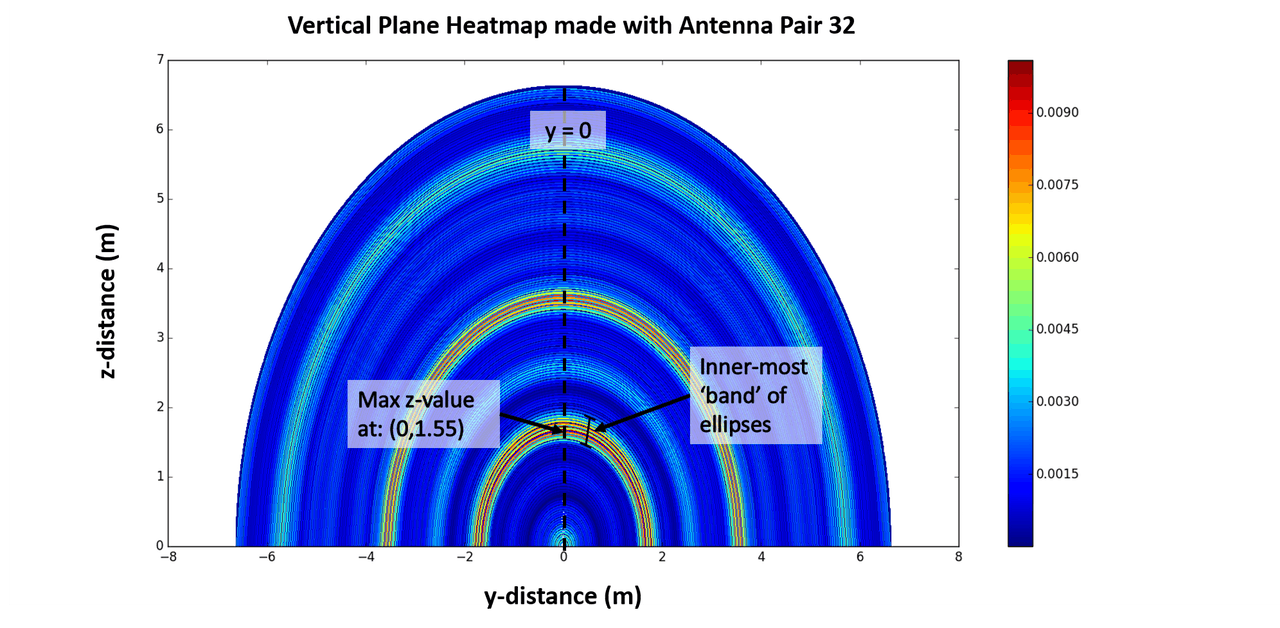 Vertical Plane Heatmap made with Antenna Pair 32
7
6
5
4
3
2
1
0
z-distance (m)
y = 0
Max z-value
at: (0,1.55)
Inner-most
‘band’ of
ellipses
−8
−6
−4
−2
0
2
4
6
8
y-distance (m)
0.0090
0.0075
0.0060
0.0045
0.0030
0.0015